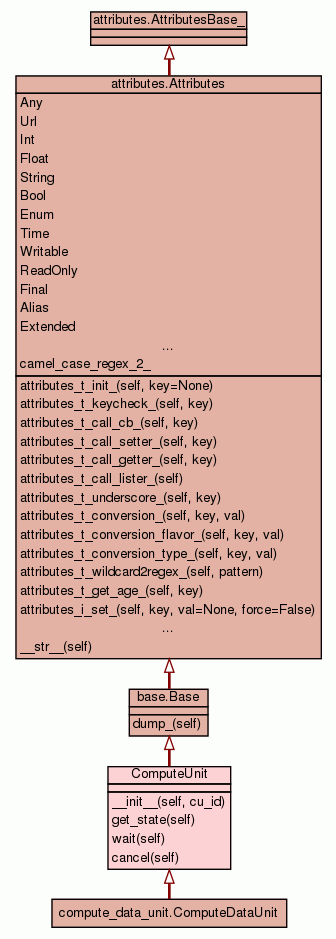 attributes.AttributesBase_
attributes.Attributes
Any
Url
Int
Float
String
Bool
Enum
Time
Writable
ReadOnly
Final
Alias
Extended
...
camel_case_regex_2_
attributes_t_init_(self, key=None)
attributes_t_keycheck_(self, key)
attributes_t_call_cb_(self, key)
attributes_t_call_setter_(self, key)
attributes_t_call_getter_(self, key)
attributes_t_call_lister_(self)
attributes_t_underscore_(self, key)
attributes_t_conversion_(self, key, val)
attributes_t_conversion_flavor_(self, key, val)
attributes_t_conversion_type_(self, key, val)
attributes_t_wildcard2regex_(self, pattern)
attributes_t_get_age_(self, key)
attributes_i_set_(self, key, val=None, force=False)
...
__str__(self)
base.Base
dump_(self)
ComputeUnit
__init__(self, cu_id)
get_state(self)
wait(self)
cancel(self)
compute_data_unit.ComputeDataUnit